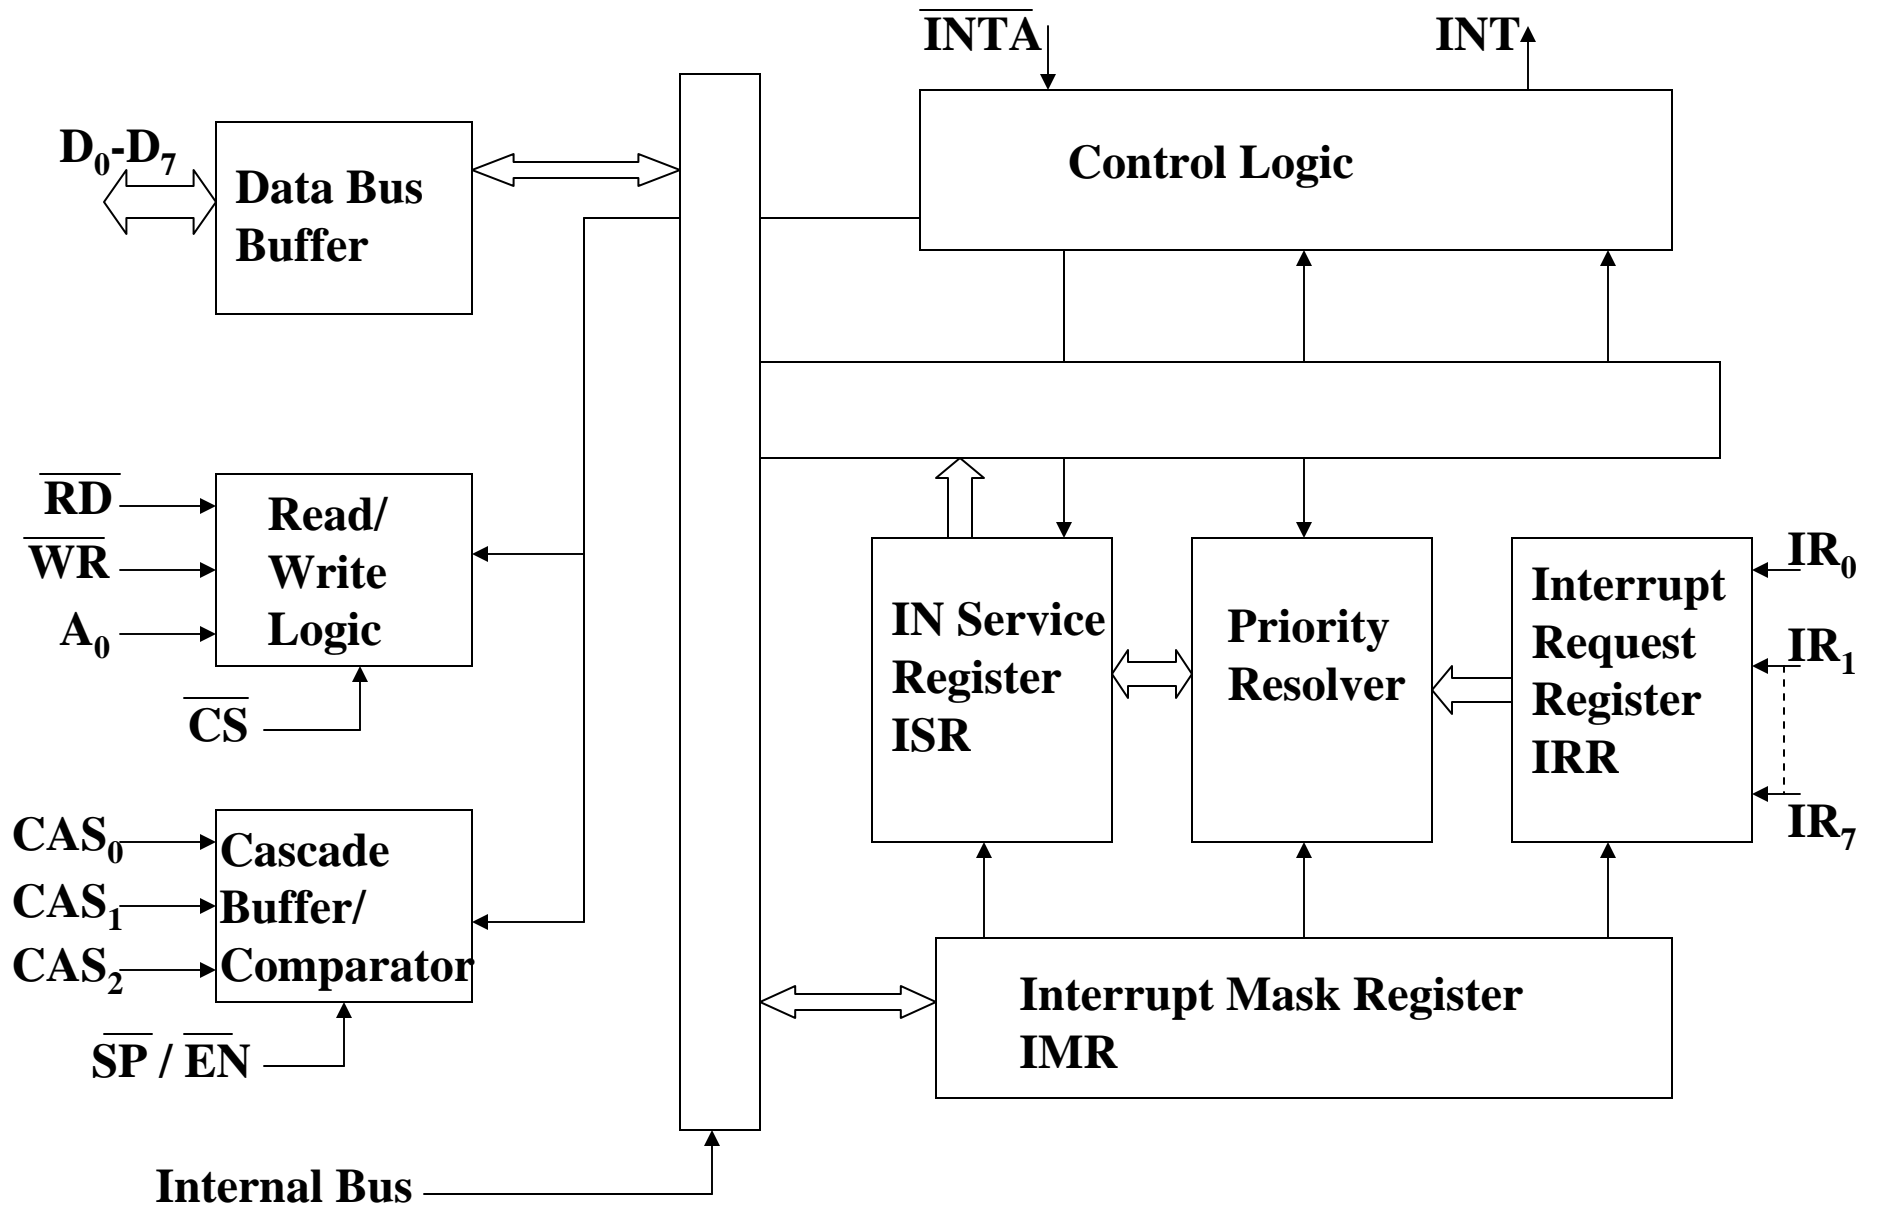 INTA
INT
Control Logic
D₀-D₇
Data Bus
Buffer
RD
WR
A₀
Read/
Write
Logic
CS
CAS₀
CAS₁
CAS₂
Cascade
Buffer/
Comparator
SP / EN
Internal Bus
IN Service
Register
ISR
Priority
Resolver
Interrupt
Request
Register
IRR
IR₀
IR₁
IR₇
Interrupt Mask Register
IMR